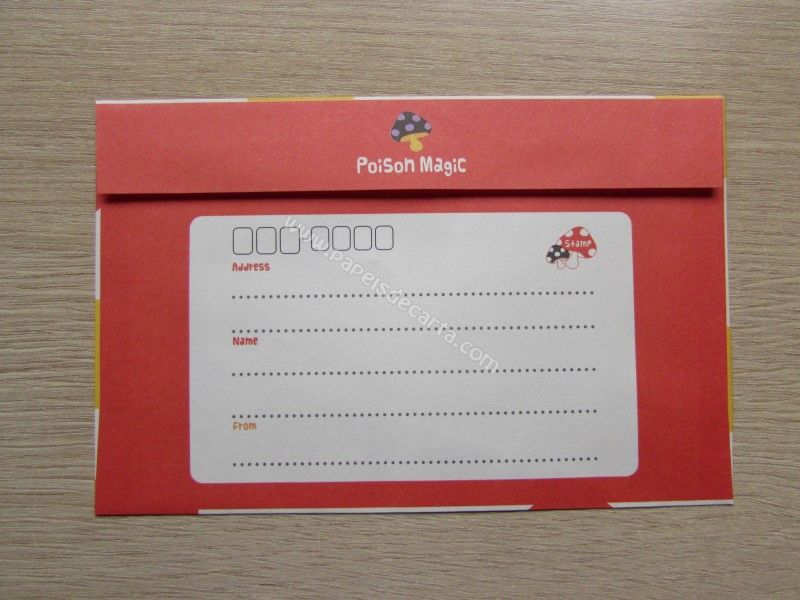 Poison Magic
Stamp
Address
Name
From
www.papeisdecarta.com